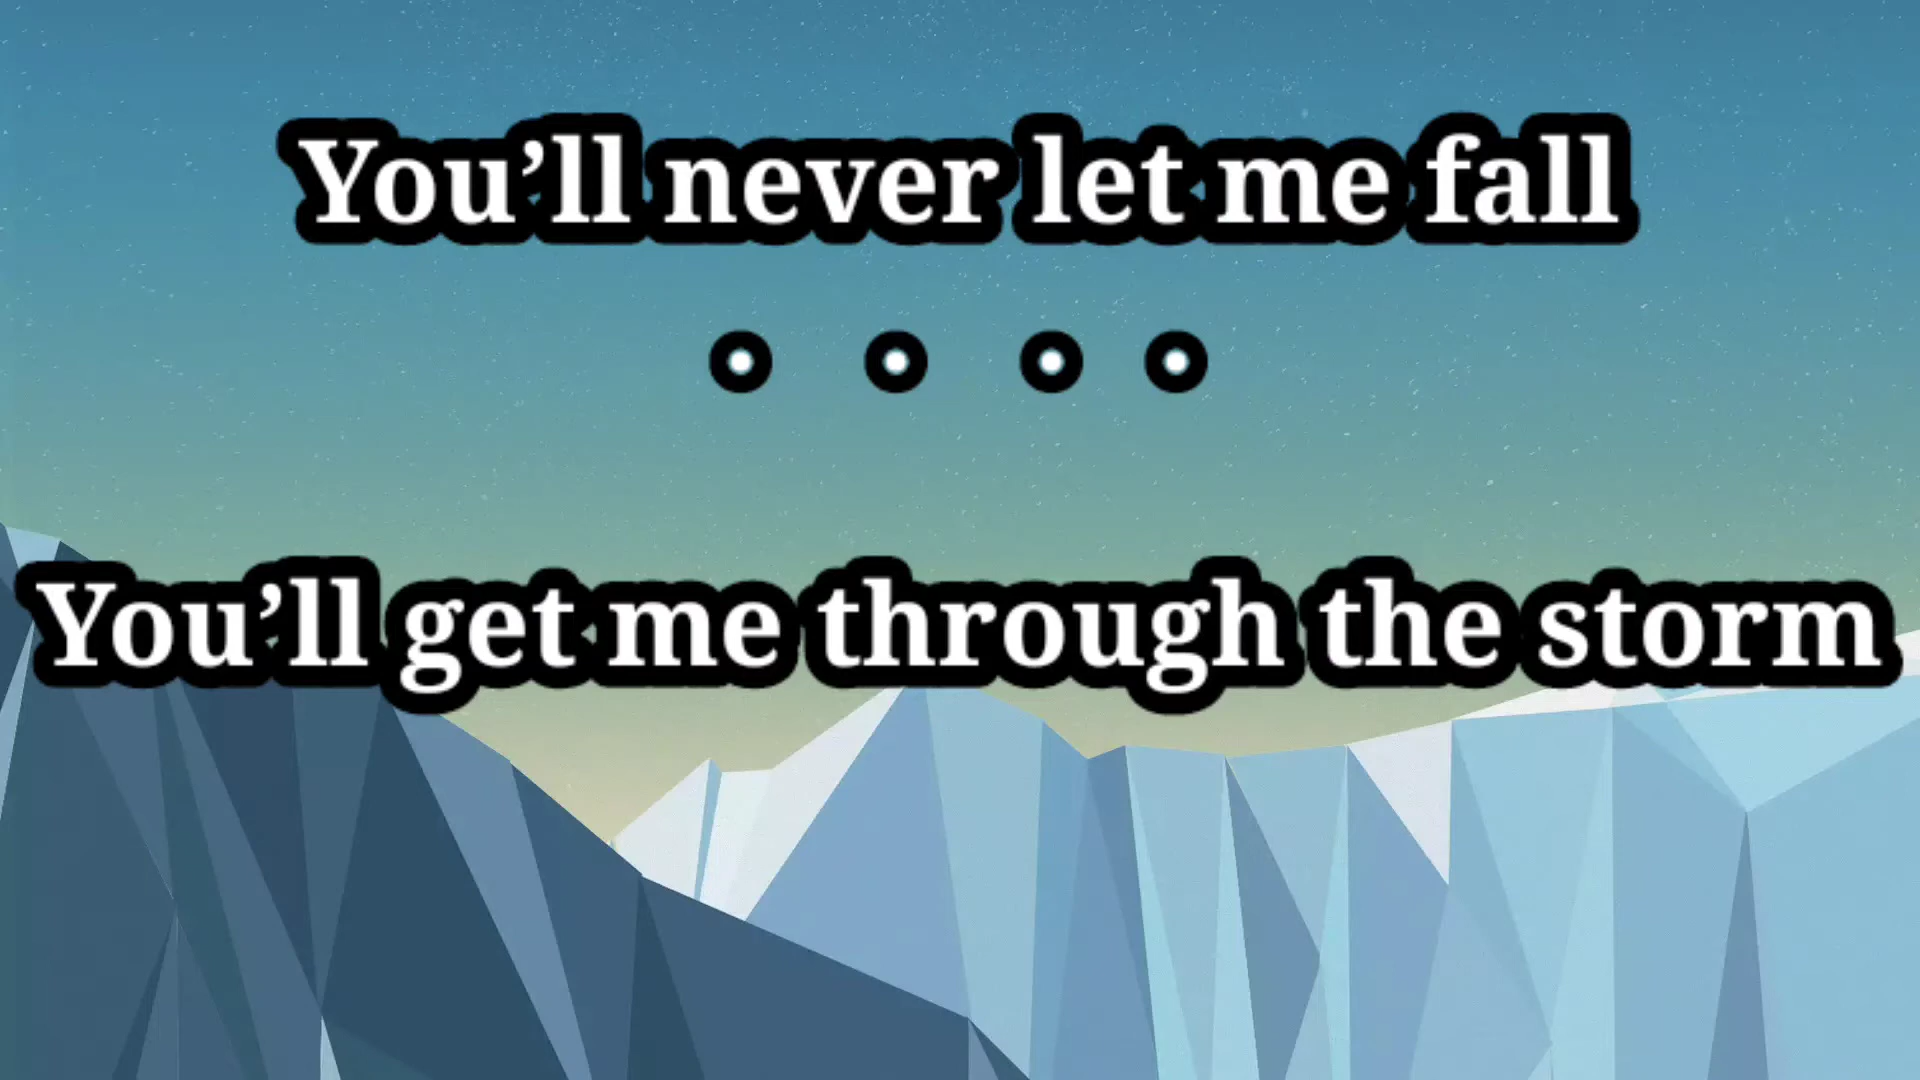 You’ll never let me fall
• • • •
You’ll get me through the storm